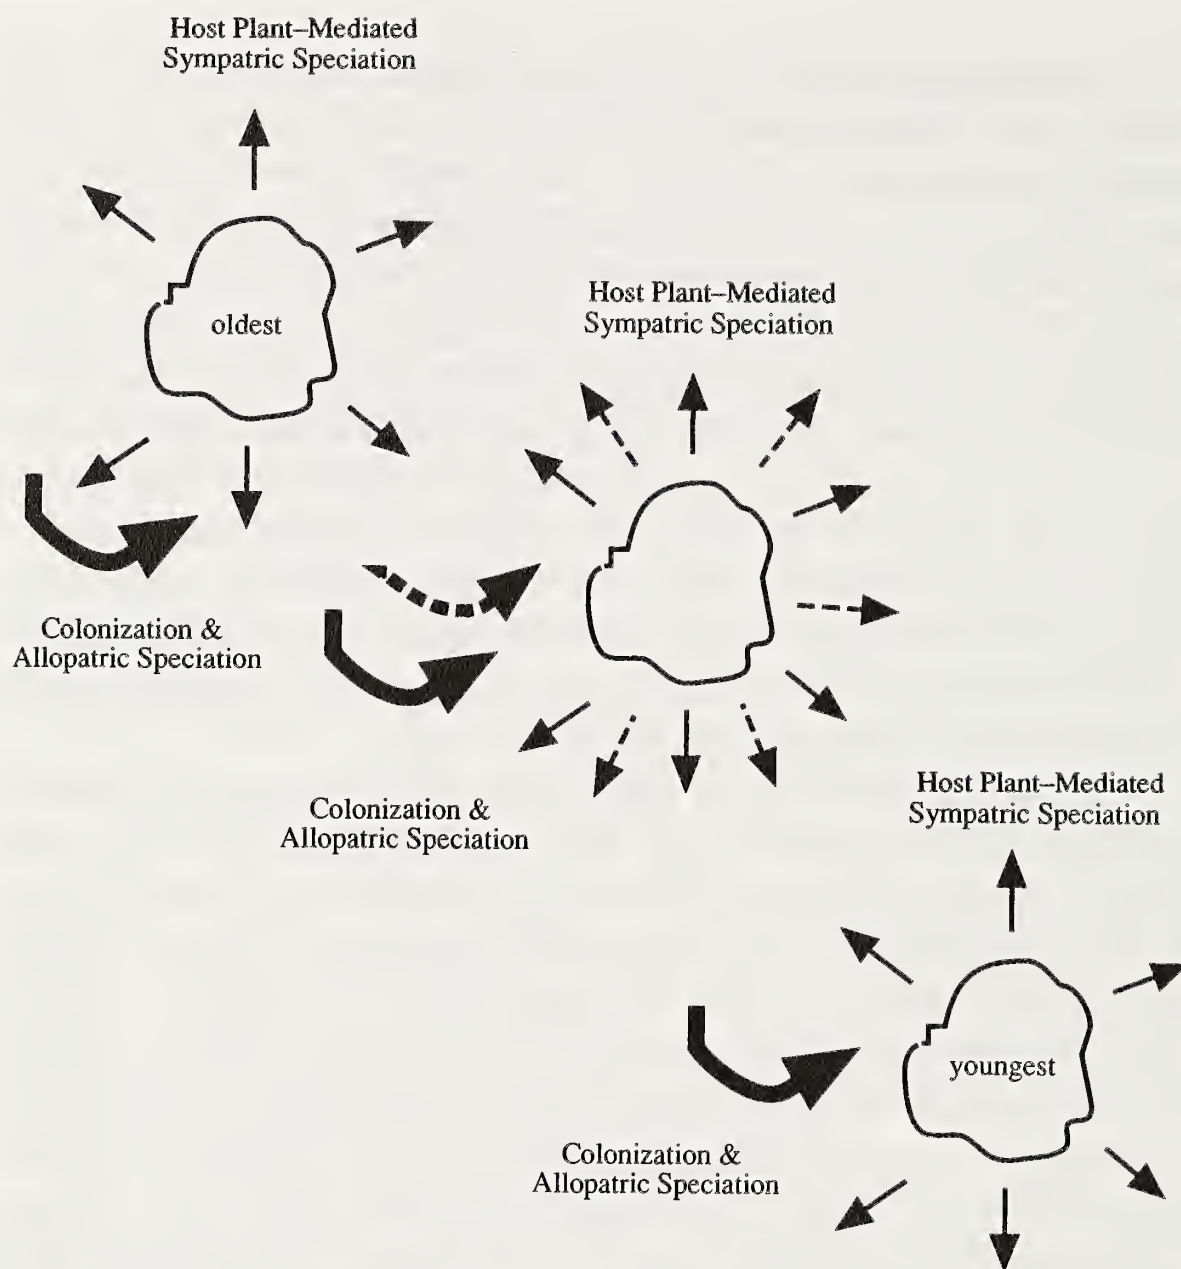 Host Plant–Mediated
Sympatric Speciation
oldest
Host Plant–Mediated
Sympatric Speciation
Colonization &
Allopatric Speciation
Colonization &
Allopatric Speciation
Host Plant–Mediated
Sympatric Speciation
youngest
Colonization &
Allopatric Speciation